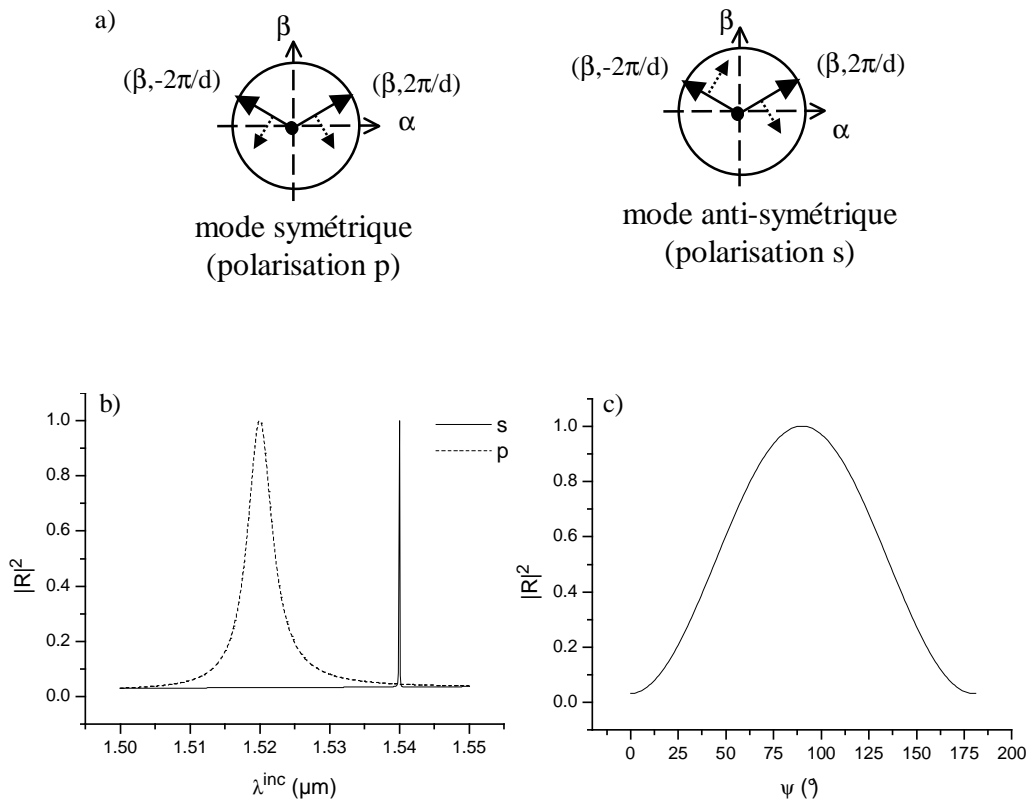 a)
β
(β,-2π/d)
(β,2π/d)
α
mode symétrique
(polarisation p)
β
(β,-2π/d)
(β,2π/d)
α
mode anti-symétrique
(polarisation s)
b)
s
p
1.0
0.8
0.6
0.4
0.2
0.0
|R|²
1.50 1.51 1.52 1.53 1.54 1.55
λ^inc (µm)
c)
1.0
0.8
0.6
0.4
0.2
0.0
|R|²
0 25 50 75 100 125 150 175 200
ψ (°)